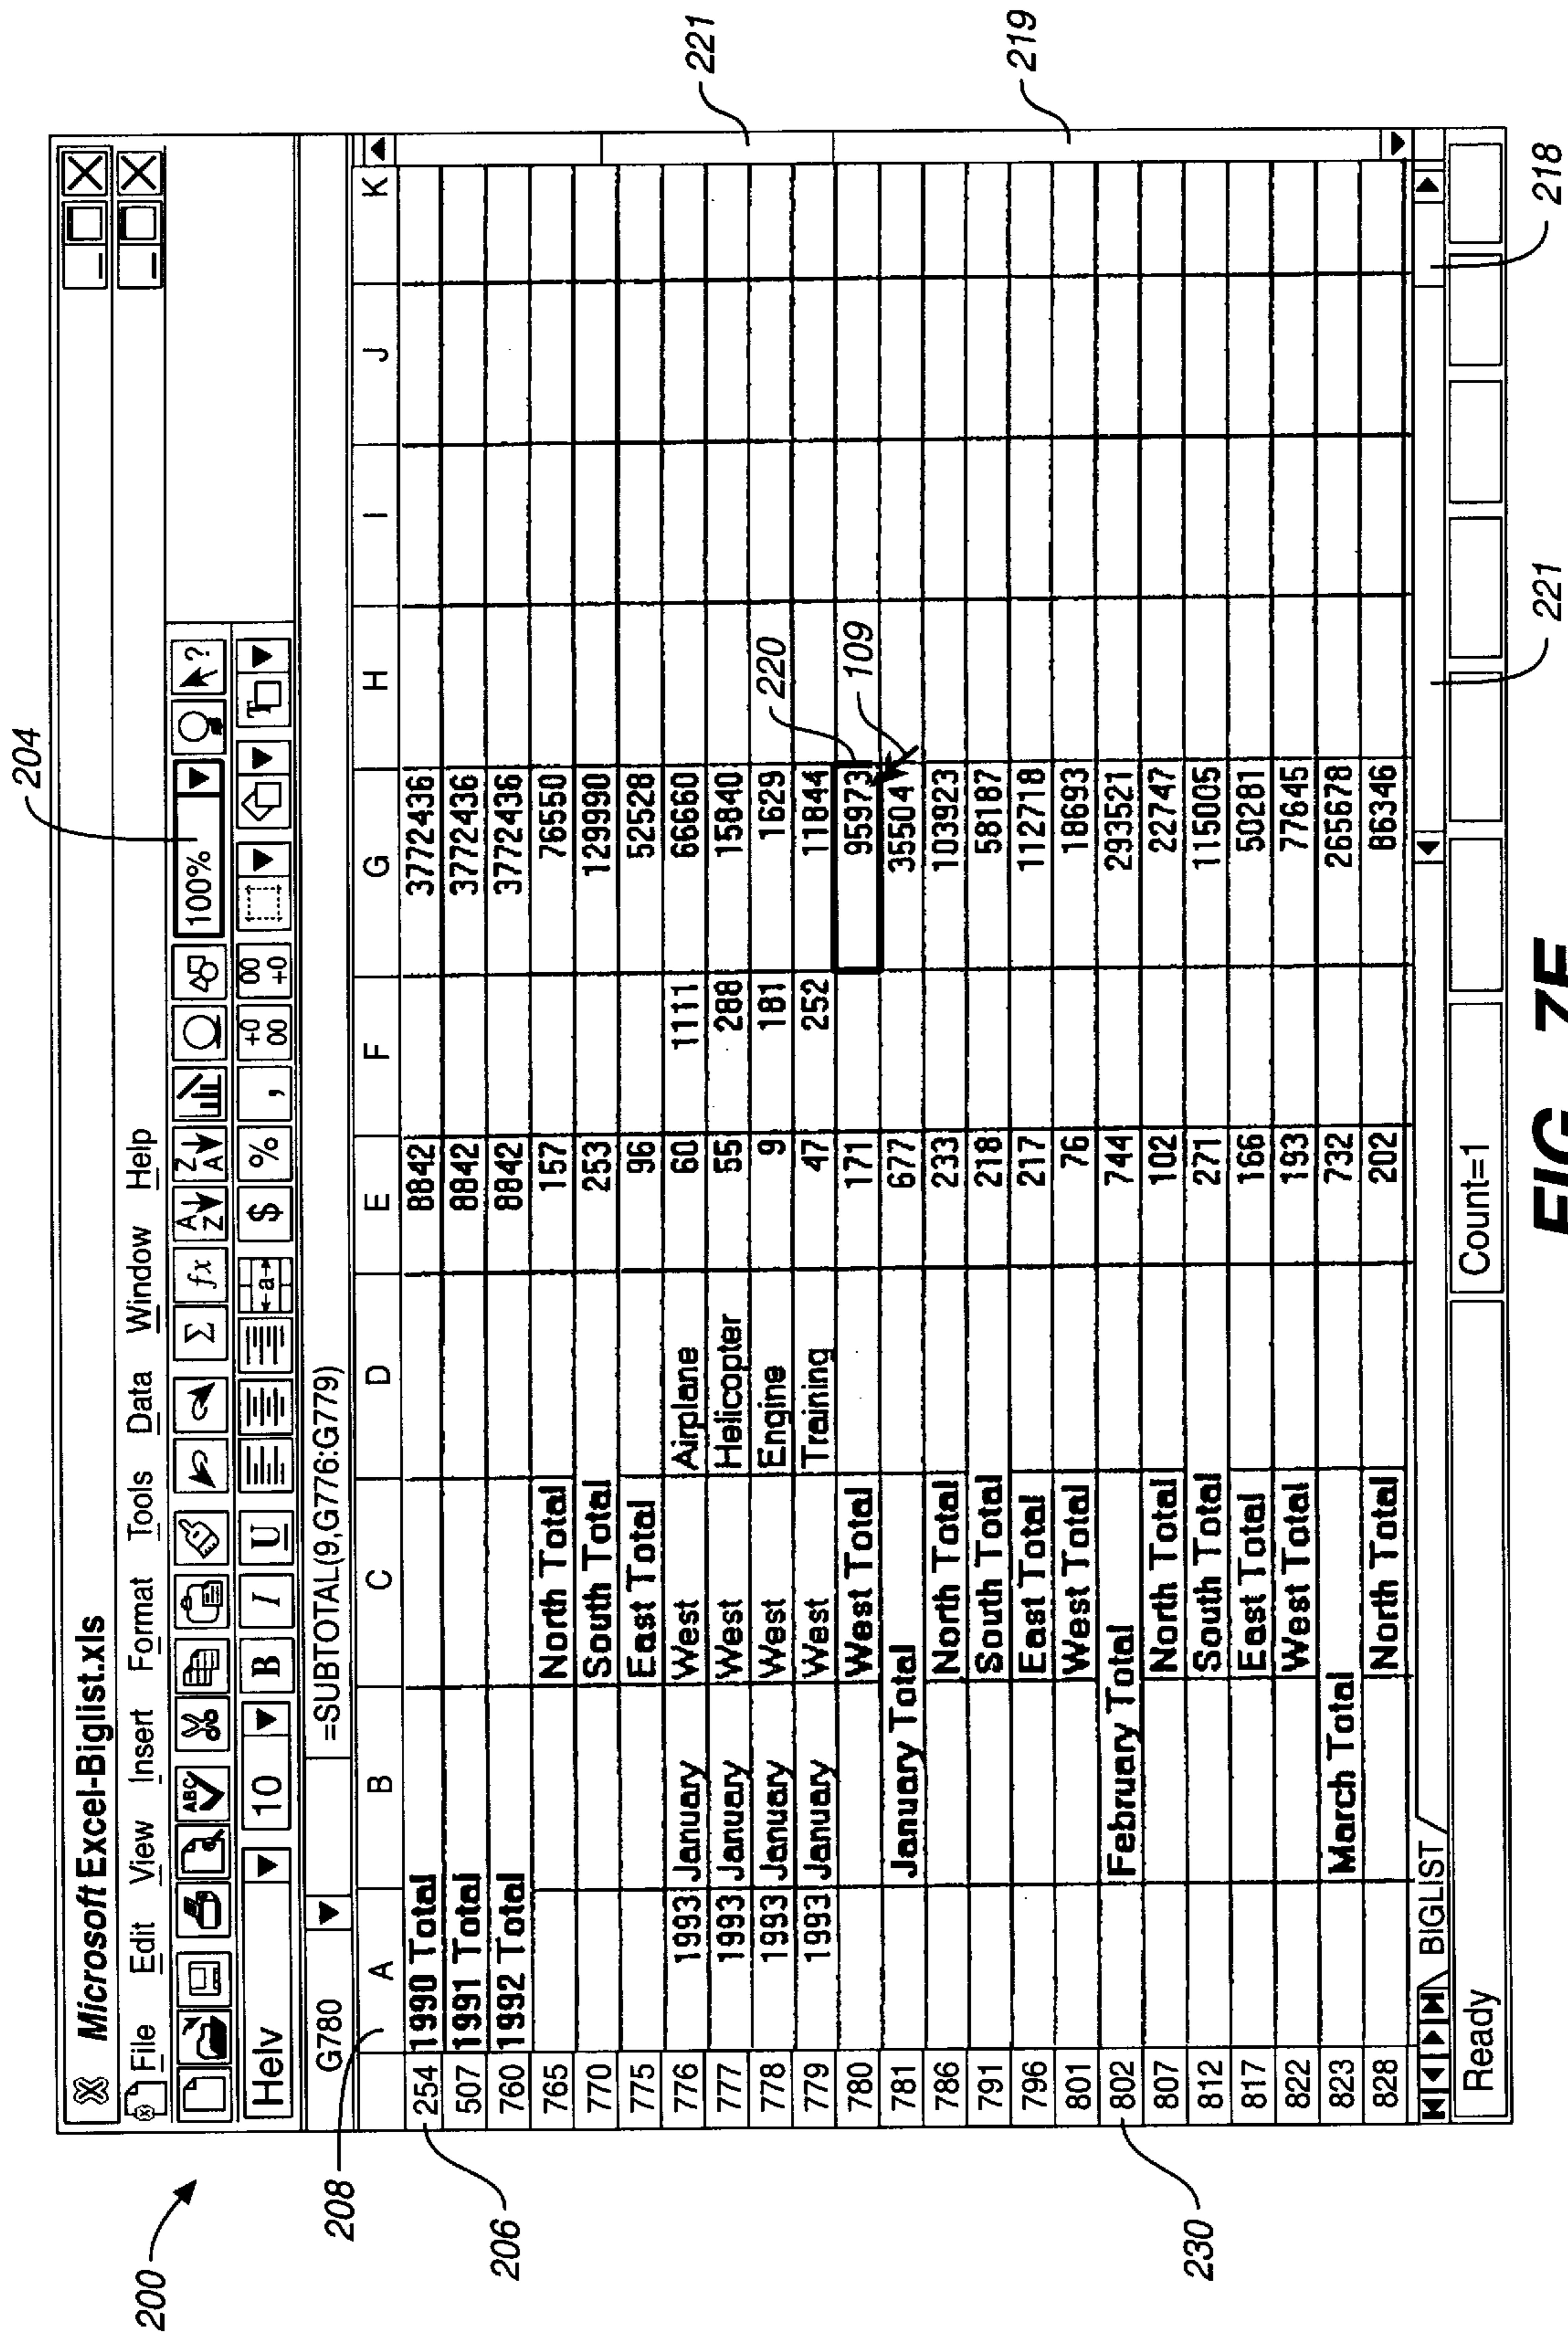 204
200
Microsoft Excel-Biglist.xls
File Edit View Insert Format Tools Data Window Help
ABC Σ fx A Z Z A 100% ?
Helv 10 B I U a $ % , +0 00 00 +0 T
G780 =SUBTOTAL(9,G776:G779)
208
A B C D E F G H I J K
254 1990 Total 8842 3772436
206
507 1991 Total 8842 3772436
760 1992 Total 8842 3772436
765 North Total 157 76550
770 South Total 253 129990
775 East Total 96 52528
776 1993 January West Airplane 60 1111 66660
221
777 1993 January West Helicopter 55 288 15840
778 1993 January West Engine 9 181 1629
220
779 1993 January West Training 47 252 11844
780 West Total 171 95973
109
781 January Total 677 35504
786 North Total 233 103923
791 South Total 218 58187
796 East Total 217 112718
219
801 West Total 76 18693
802 February Total 744 293521
230
807 North Total 102 22747
812 South Total 271 115005
817 East Total 166 50281
822 West Total 193 77645
823 March Total 732 265678
828 North Total 202 86346
BIGLIST
Ready Count=1
221
218